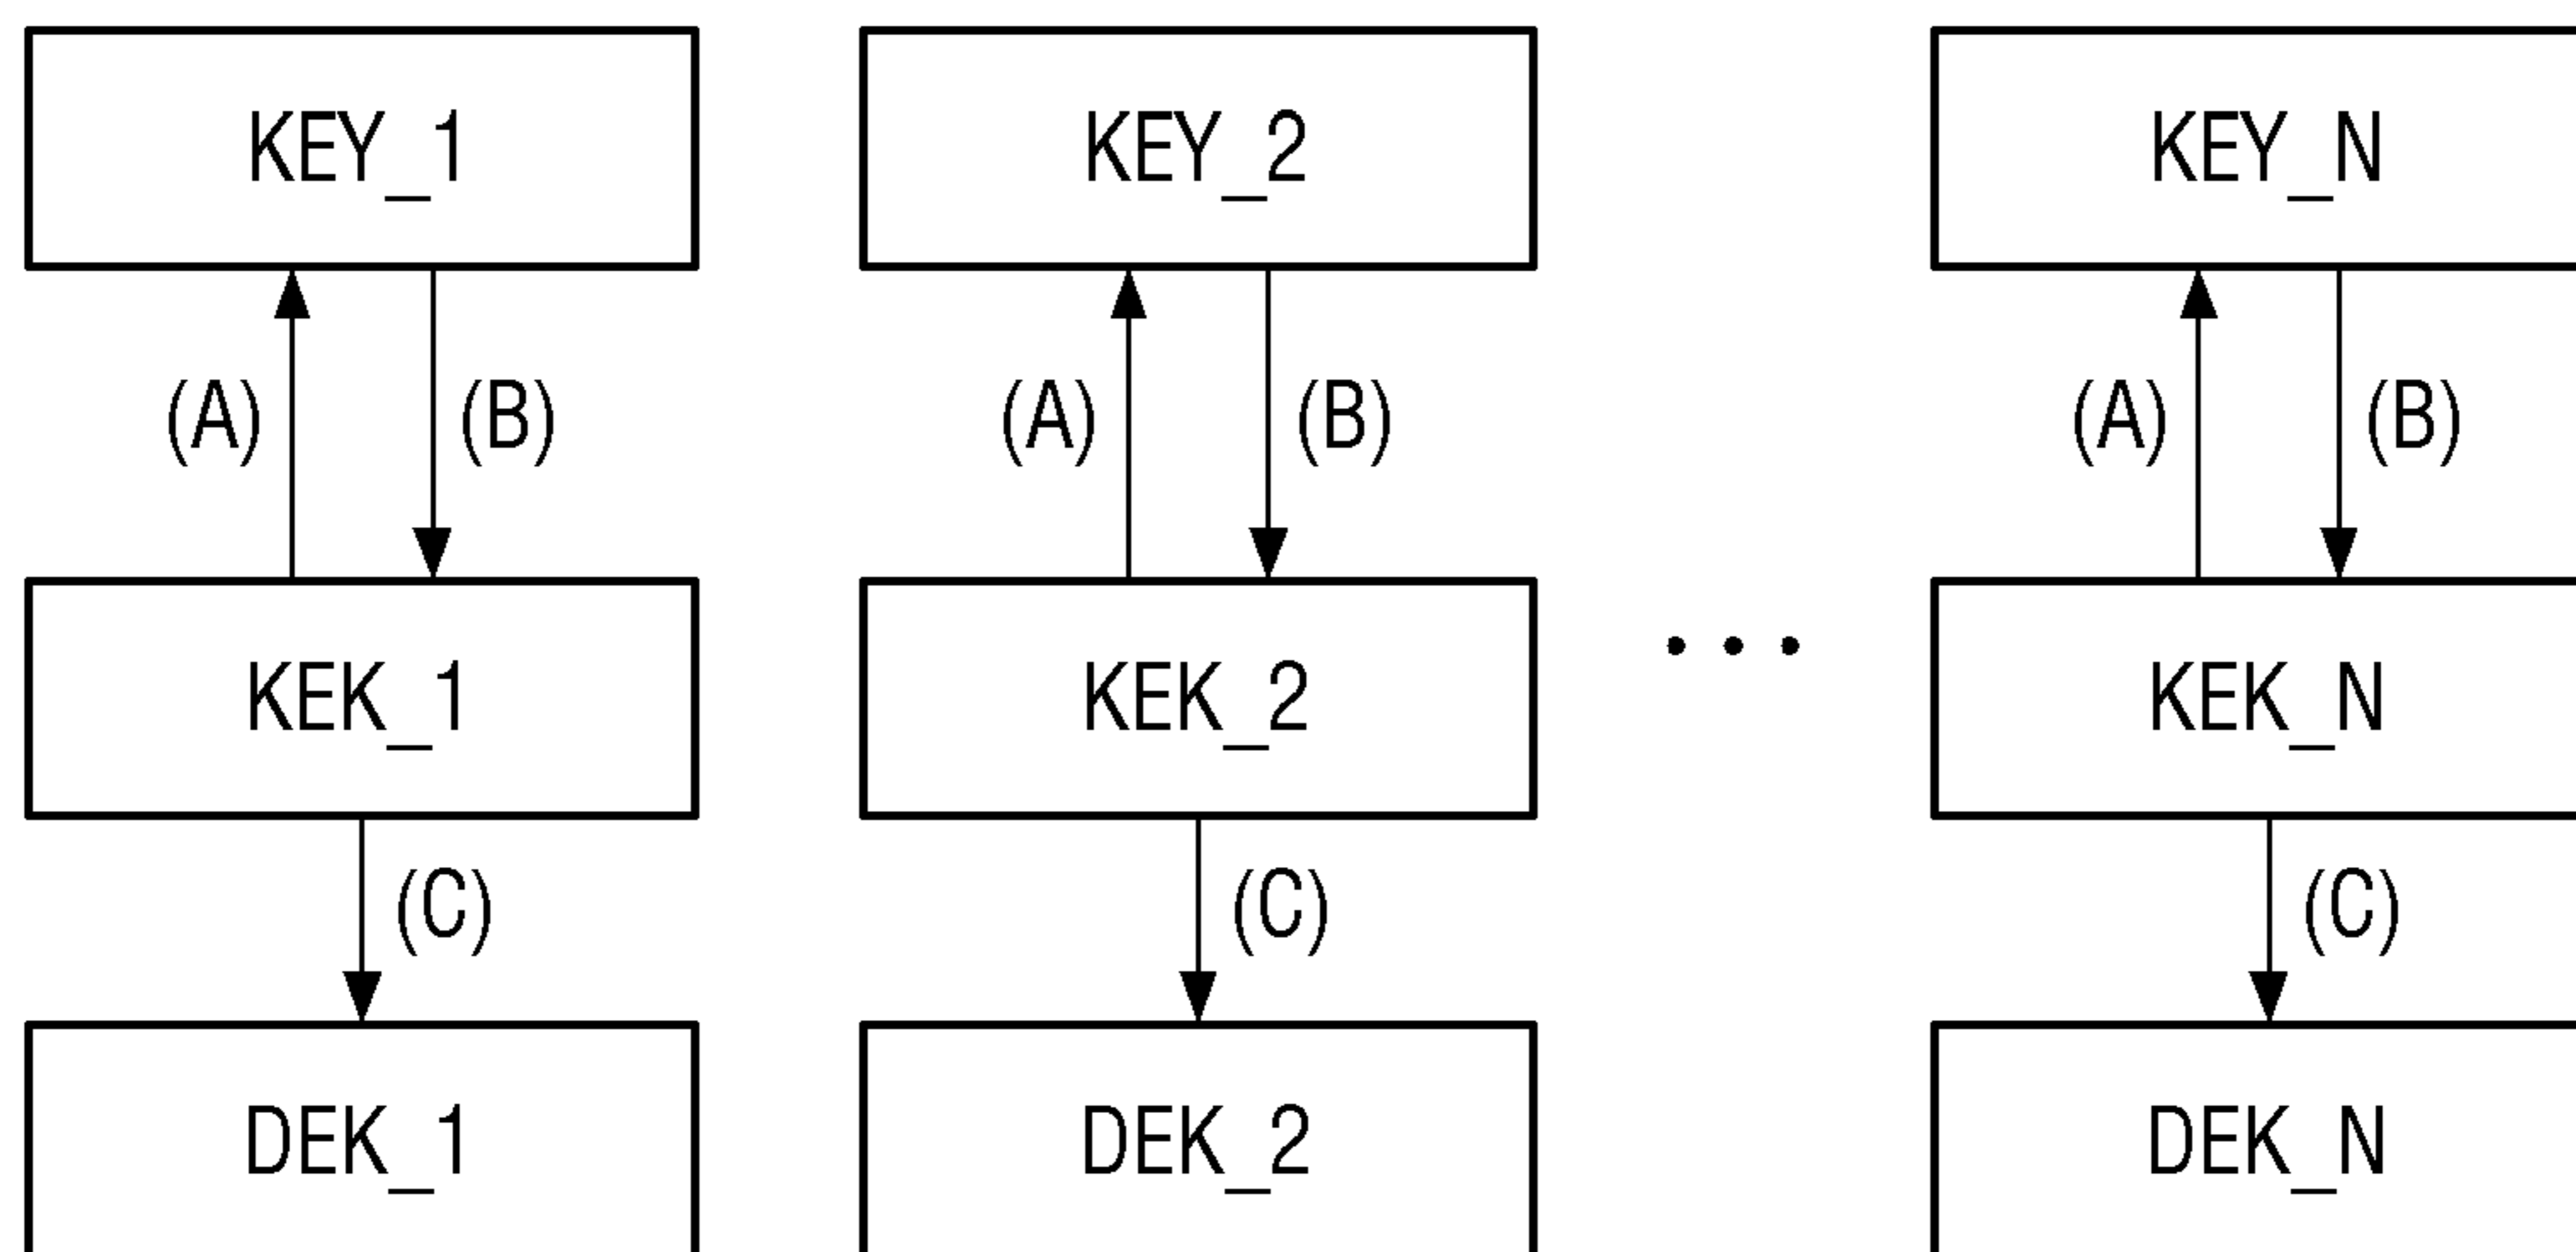 KEY_1 KEY_2 KEY_N
(A) (B) (A) (B) (A) (B)
KEK_1 KEK_2 ... KEK_N
(C) (C) (C)
DEK_1 DEK_2 DEK_N